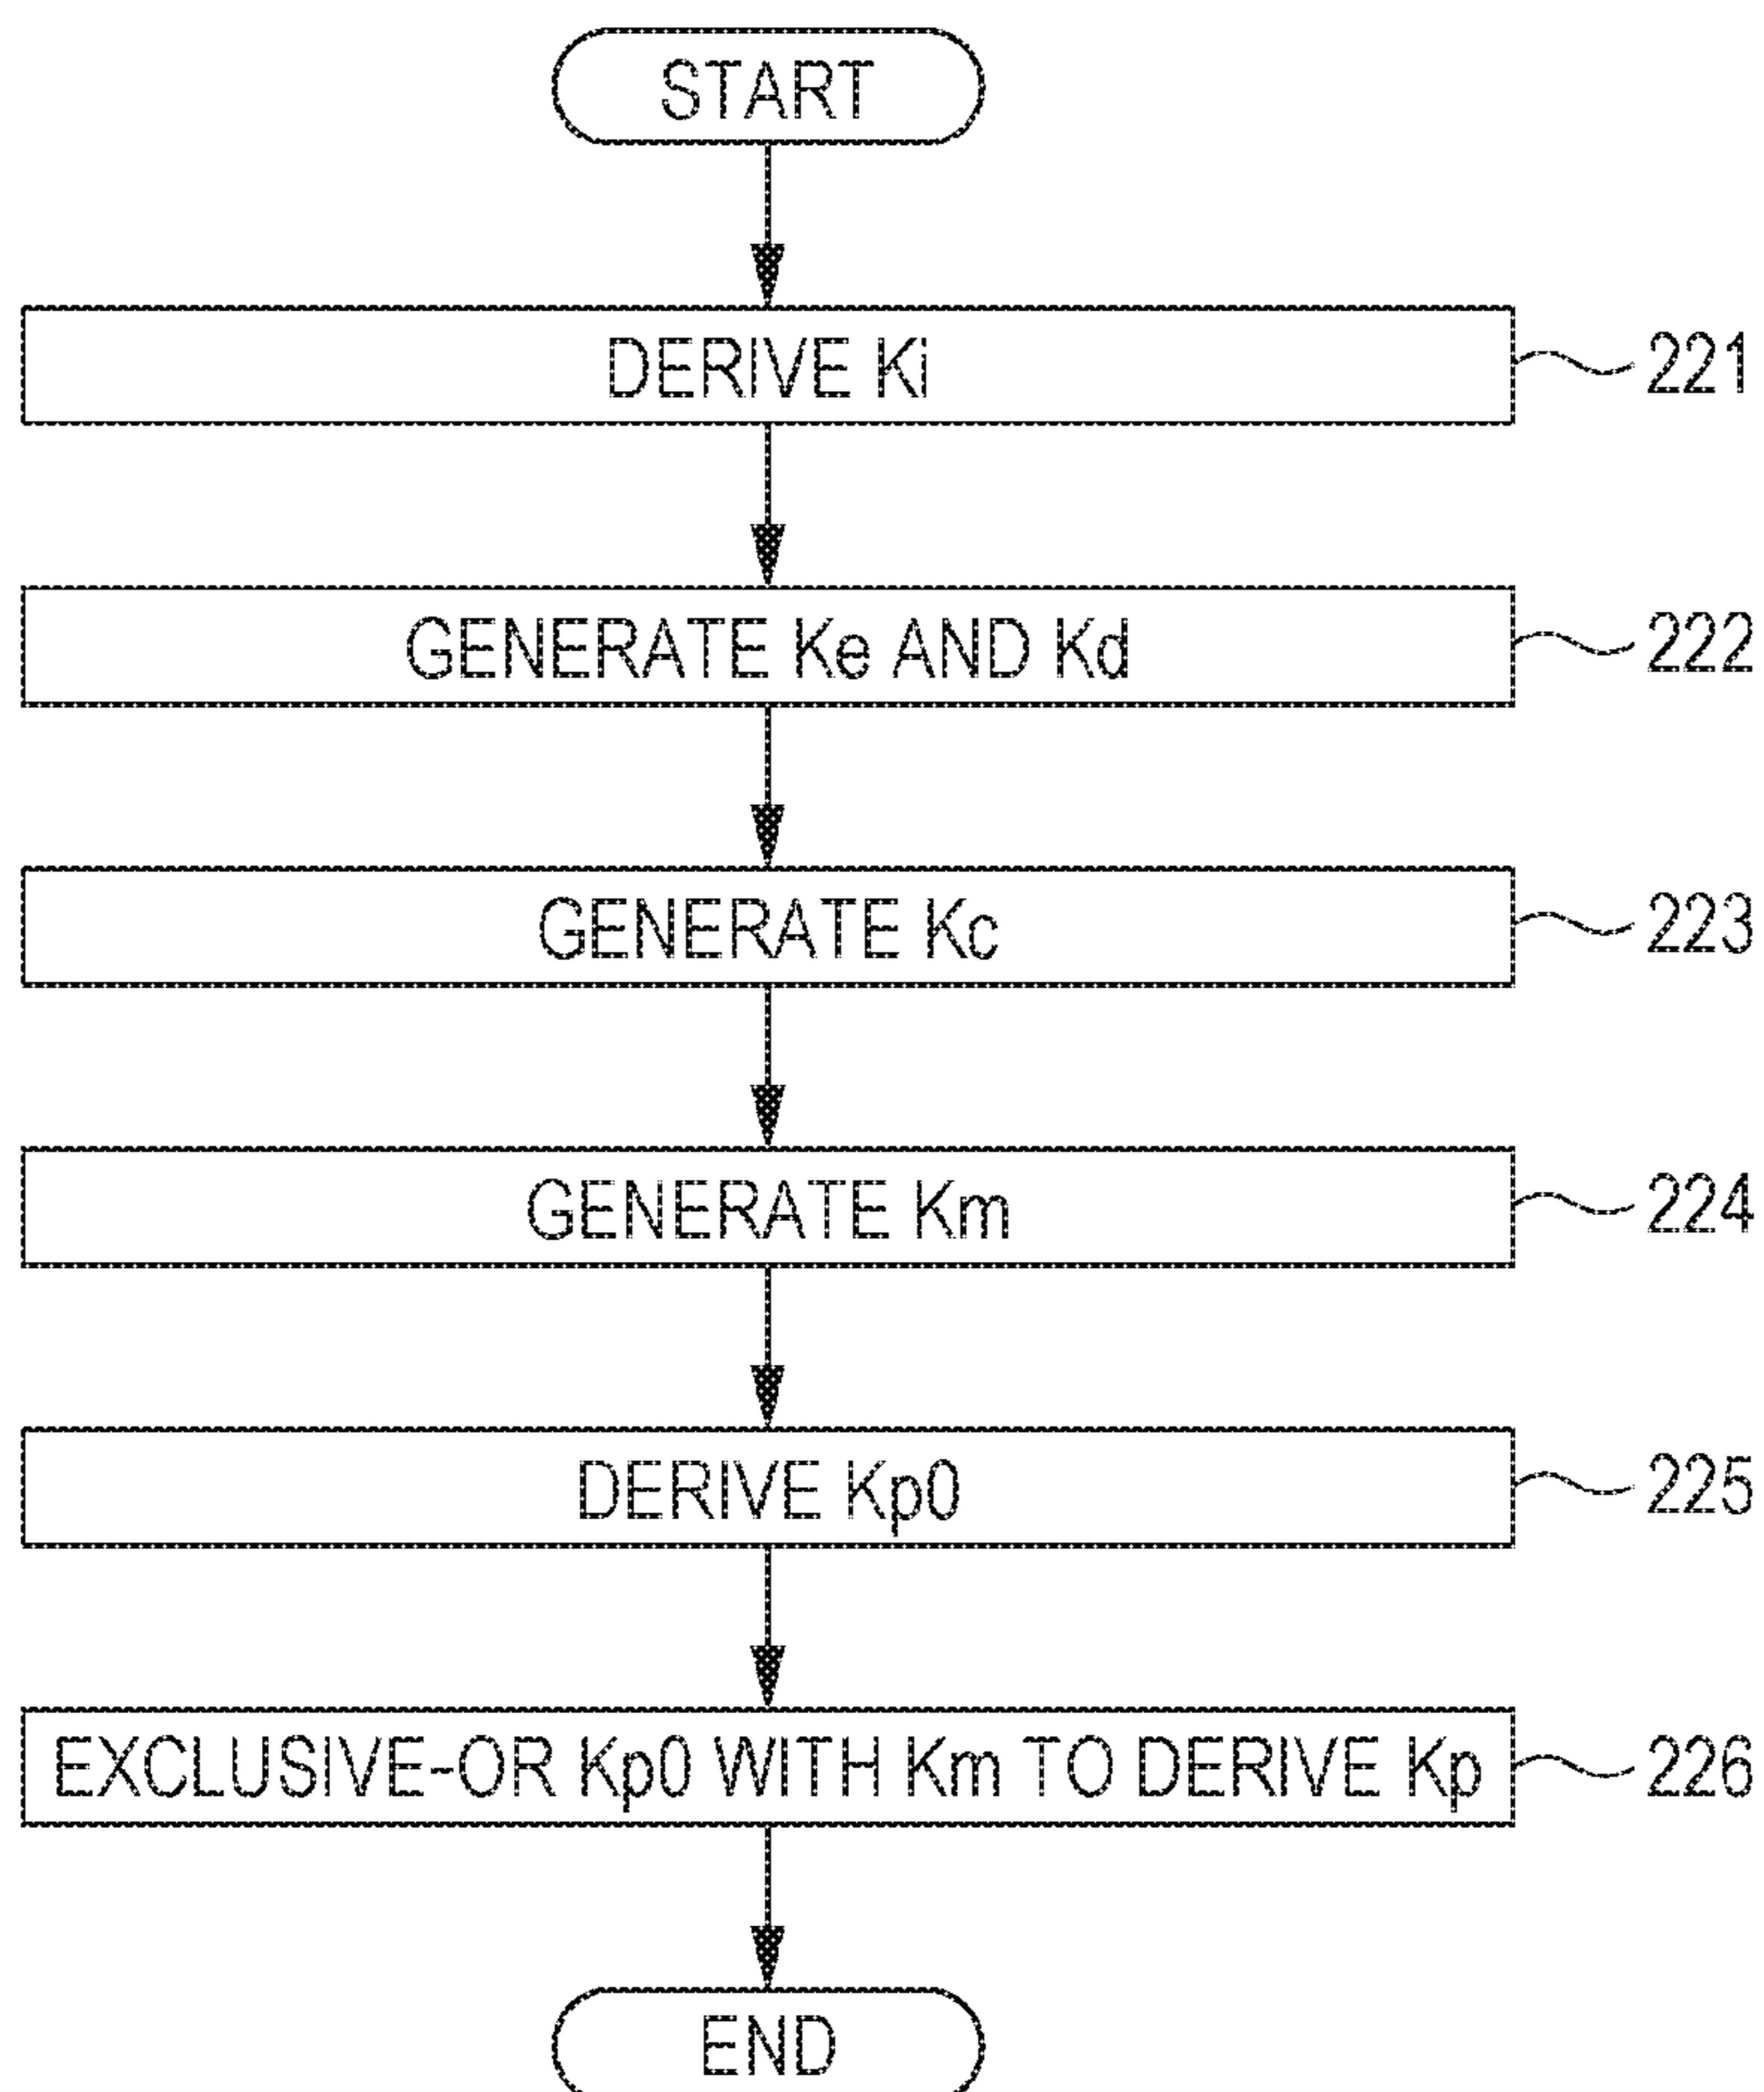 START
DERIVE Ki
221
GENERATE Ke AND Kd
222
GENERATE Kc
223
GENERATE Km
224
DERIVE Kp0
225
EXCLUSIVE-OR Kp0 WITH Km TO DERIVE Kp
226
END